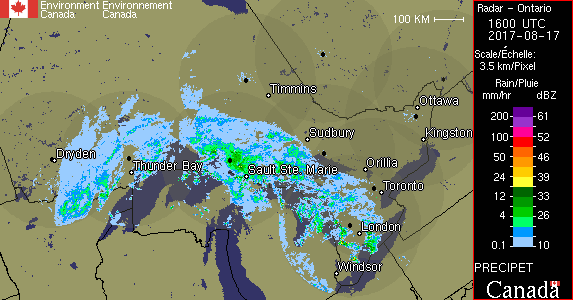 Environment Environnement
Canada Canada
100 KM
Timmins
Ottawa
Sudbury
Kingston
Dryden
Thunder Bay
Sault Ste. Marie
Orillia
Toronto
London
Windsor
Radar - Ontario
1600 UTC
2017-08-17
Scale/Échelle:
3.5 km/Pixel
Rain/Pluie
mm/hr dBZ
200 61
100 52
50 46
24 39
12 33
4 26
0.1 10
PRECIPET
Canada